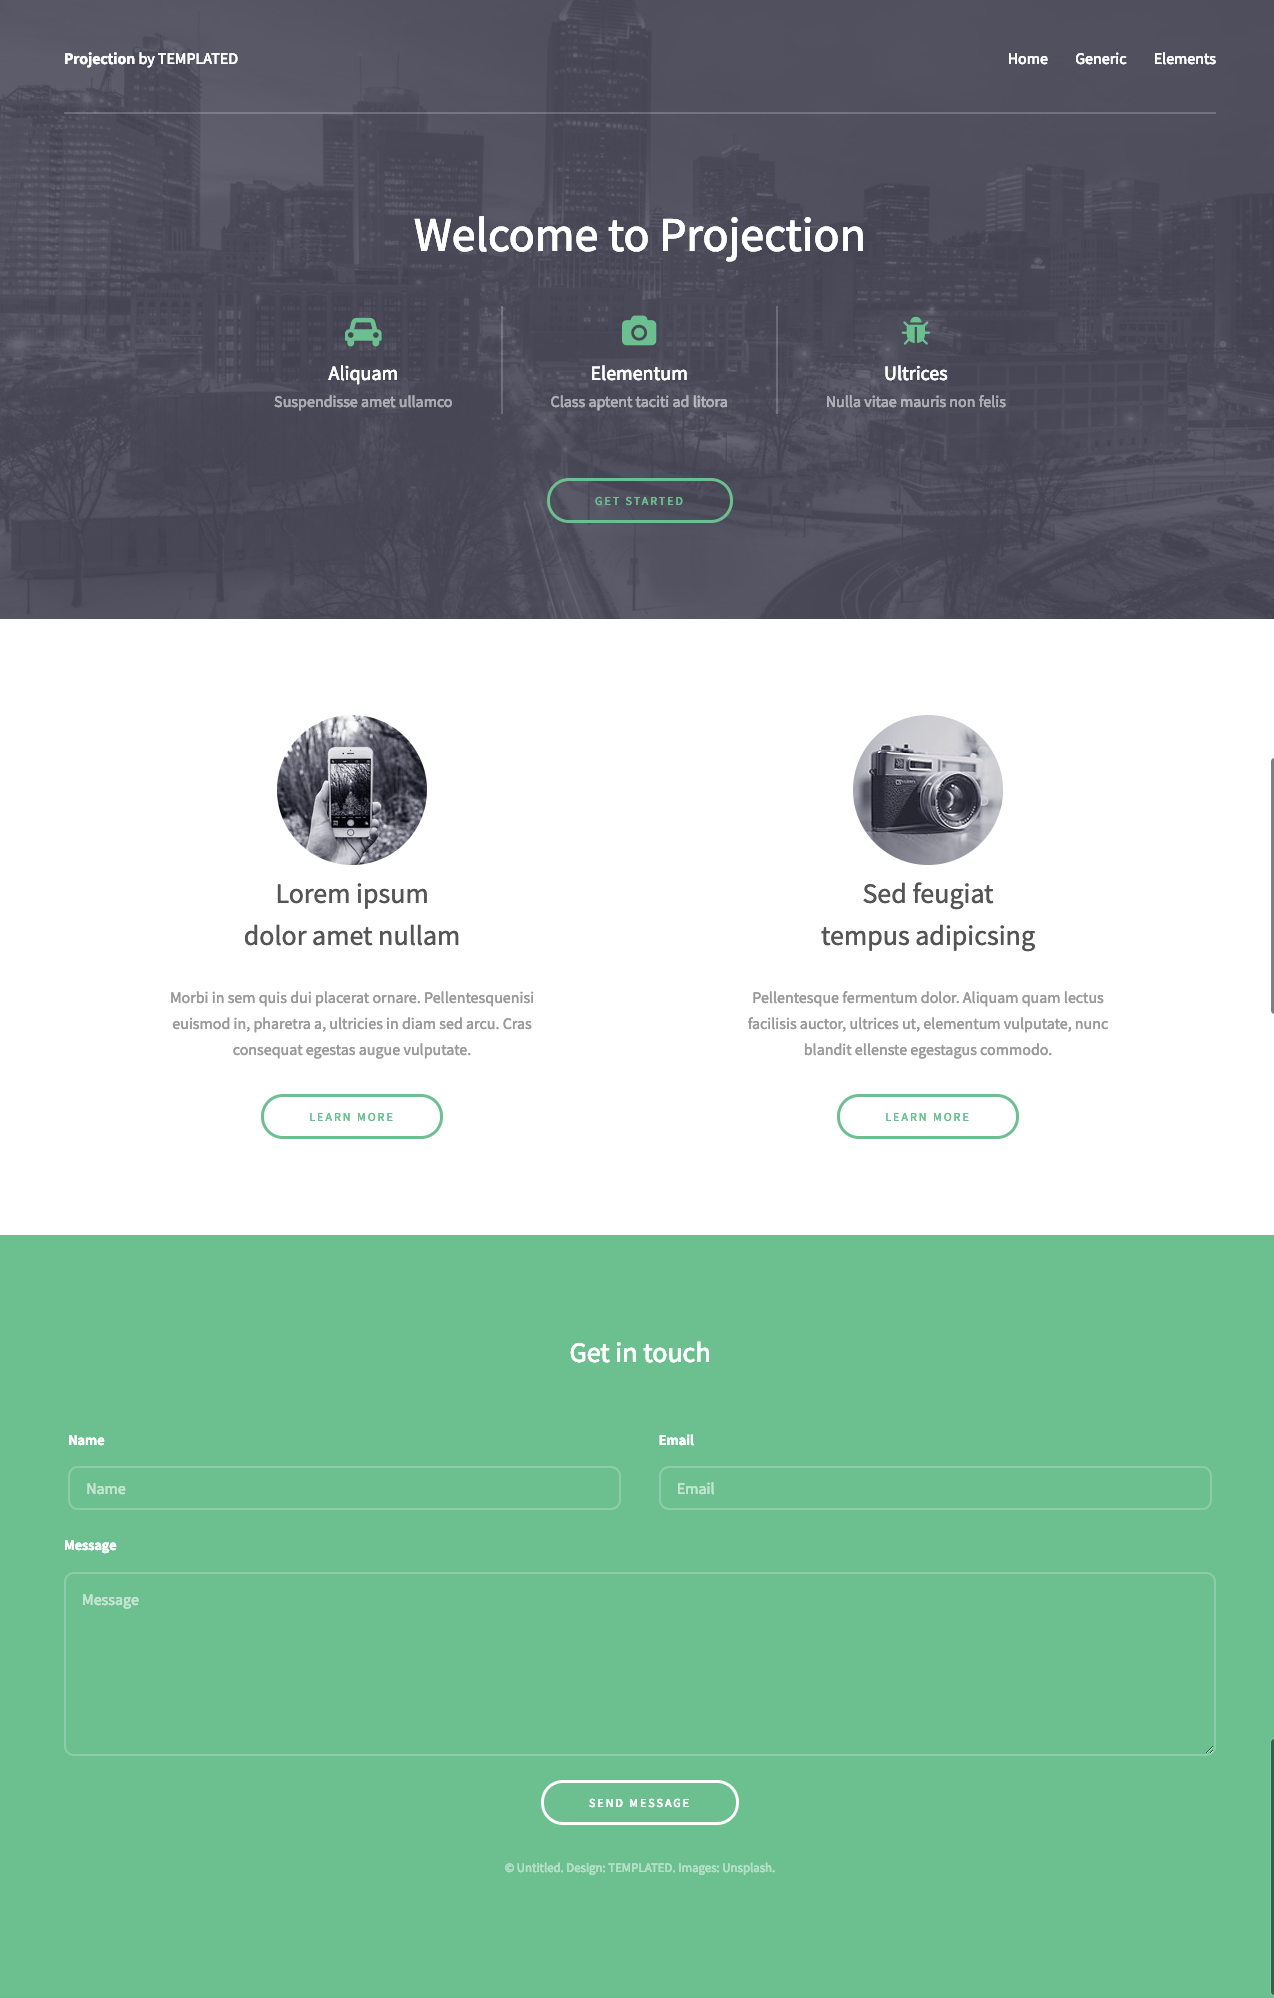 Projection by TEMPLATED
Home Generic Elements
Welcome to Projection
Aliquam
Suspendisse amet ullamco
Elementum
Class aptent taciti ad litora
Ultrices
Nulla vitae mauris non felis
GET STARTED
Lorem ipsum
dolor amet nullam
Morbi in sem quis dui placerat ornare. Pellentesquenisi
euismod in, pharetra a, ultricies in diam sed arcu. Cras
consequat egestas augue vulputate.
LEARN MORE
Sed feugiat
tempus adipicsing
Pellentesque fermentum dolor. Aliquam quam lectus
facilisis auctor, ultrices ut, elementum vulputate, nunc
blandit ellenste egestagus commodo.
LEARN MORE
Get in touch
Name
Name
Email
Email
Message
Message
SEND MESSAGE
© Untitled. Design: TEMPLATED. Images: Unsplash.